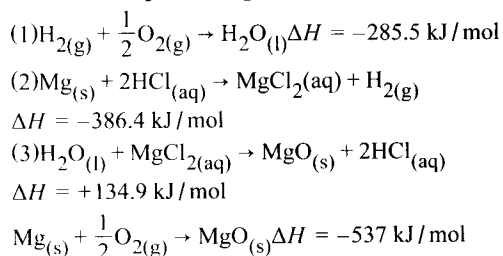 (1)H₂(g) + 1/2 O₂(g) → H₂O(l) ΔH = −285.5 kJ/mol
(2)Mg(s) + 2HCl(aq) → MgCl₂(aq) + H₂(g)
ΔH = −386.4 kJ/mol
(3)H₂O(l) + MgCl₂(aq) → MgO(s) + 2HCl(aq)
ΔH = +134.9 kJ/mol
Mg(s) + 1/2 O₂(g) → MgO(s) ΔH = −537 kJ/mol